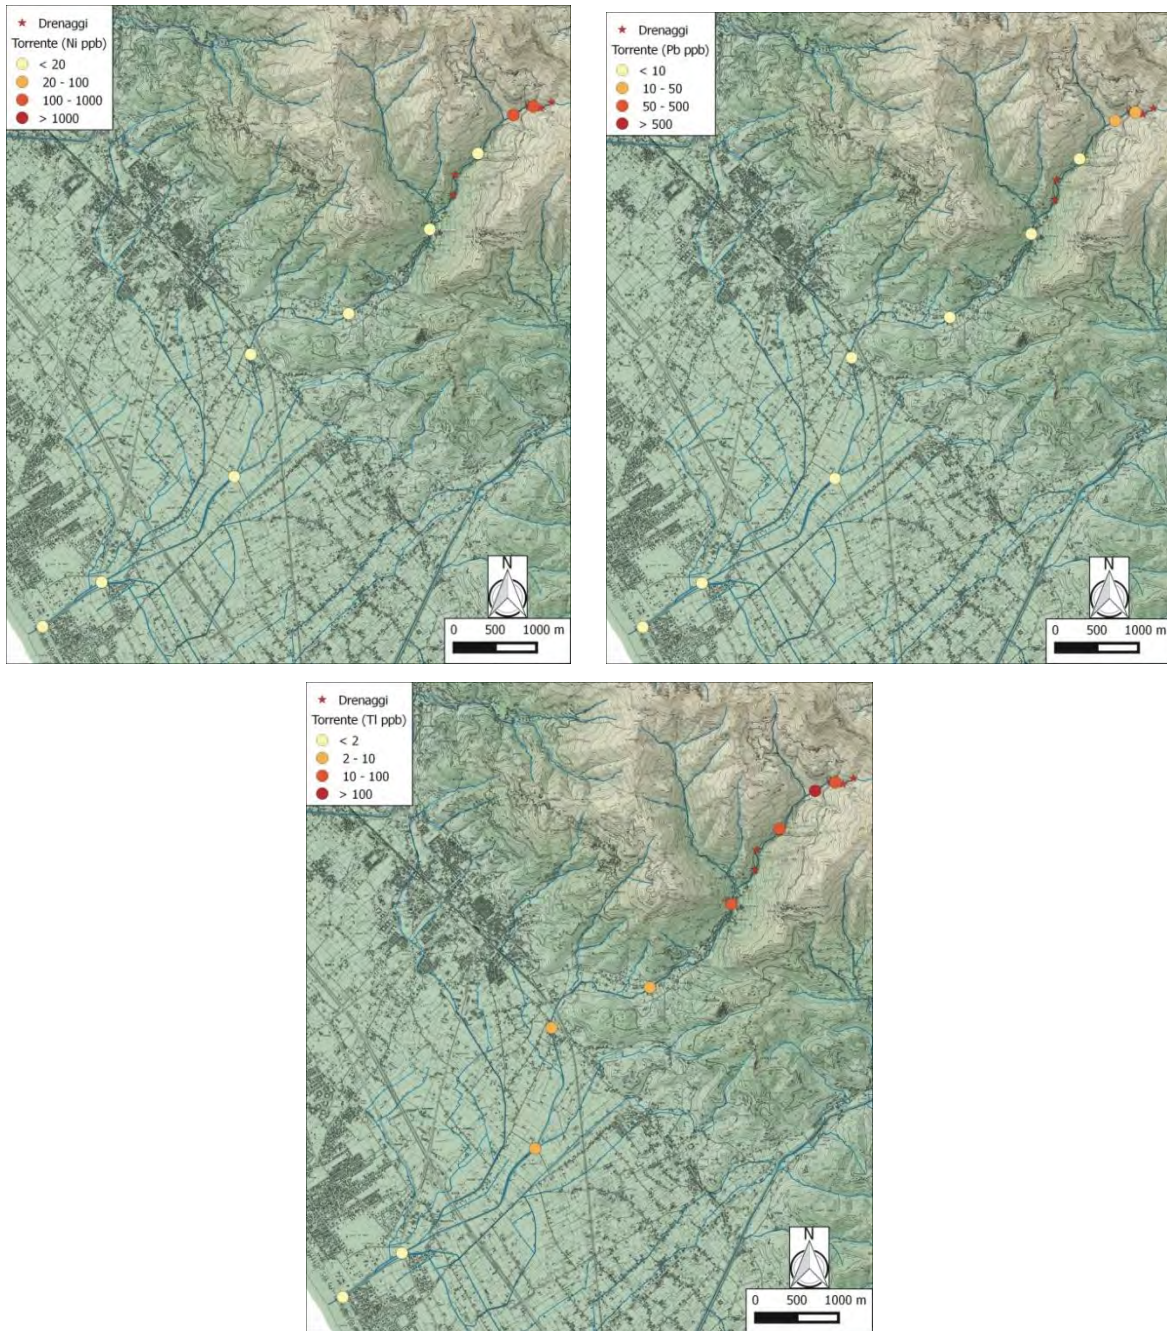 Drenaggi
Torrente (Ni ppb)
< 20
20 - 100
100 - 1000
> 1000
N
0 500 1000 m
Drenaggi
Torrente (Pb ppb)
< 10
10 - 50
50 - 500
> 500
N
0 500 1000 m
Drenaggi
Torrente (Tl ppb)
< 2
2 - 10
10 - 100
> 100
N
0 500 1000 m